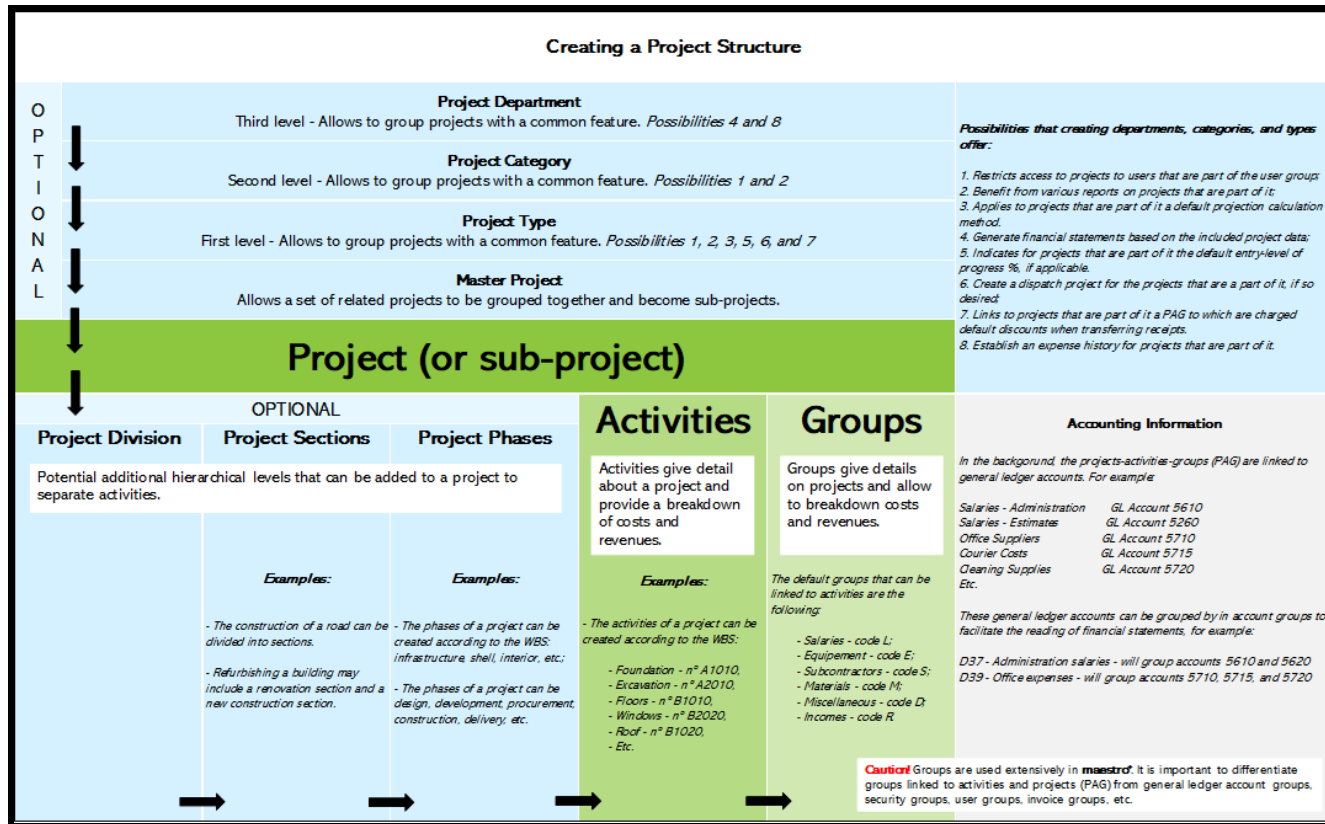 Creating a Project Structure
O
P
T
I
O
N
A
L
Project Department
Third level - Allows to group projects with a common feature. Possibilities 4 and 8
Project Category
Second level - Allows to group projects with a common feature. Possibilities 1 and 2
Project Type
First level - Allows to group projects with a common feature. Possibilities 1, 2, 3, 5, 6, and 7
Master Project
Allows a set of related projects to be grouped together and become sub-projects.
Possibilities that creating departments, categories, and types
offer:
1. Restricts access to projects to users that are part of the user group;
2. Benefit from various reports on projects that are part of it;
3. Applies to projects that are part of it a default projection calculation
method.
4. Generate financial statements based on the included project data;
5. Indicates for projects that are part of it the default entry-level of
progress %, if applicable.
6. Create a dispatch project for the projects that are a part of it, if so
desired;
7. Links to projects that are part of it a PAG to which are charged
default discounts when transferring receipts.
8. Establish an expense history for projects that are part of it.
Project (or sub-project)
OPTIONAL
Project Division
Project Sections
Project Phases
Potential additional hierarchical levels that can be added to a project to
separate activities.
Examples:
- The construction of a road can be
divided into sections.
- Refurbishing a building may
include a renovation section and a
new construction section.
Examples:
- The phases of a project can be
created according to the WBS:
infrastructure, shell, interior, etc.;
- The phases of a project can be
design, development, procurement,
construction, delivery, etc.
Activities
Activities give detail
about a project and
provide a breakdown
of costs and
revenues.
Examples:
- The activities of a project can be
created according to the WBS:
- Foundation - n° A1010,
- Excavation - n° A2010,
- Floors - n° B1010,
- Windows - n° B2020,
- Roof - n° B1020,
- Etc.
Groups
Groups give details
on projects and allow
to breakdown costs
and revenues.
The default groups that can be
linked to activities are the
following:
- Salaries - code L;
- Equipement - code E;
- Subcontractors - code S;
- Materials - code M;
- Miscellaneous - code D;
- Incomes - code R.
Accounting Information
In the backgorund, the projects-activities-groups (PAG) are linked to
general ledger accounts. For example:
Salaries - Administration GL Account 5610
Salaries - Estimates GL Account 5260
Office Suppliers GL Account 5710
Courier Costs GL Account 5715
Cleaning Supplies GL Account 5720
Etc.
These general ledger accounts can be grouped by in account groups to
facilitate the reading of financial statements, for example:
D37 - Administration salaries - will group accounts 5610 and 5620
D39 - Office expenses - will group accounts 5710, 5715, and 5720
Caution! Groups are used extensively in maestro*. It is important to differentiate
groups linked to activities and projects (PAG) from general ledger account groups,
security groups, user groups, invoice groups, etc.